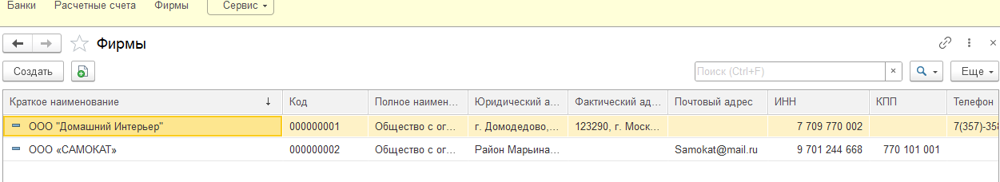 Банки Расчетные счета Фирмы Сервис
Фирмы
Создать Поиск (Ctrl+F) × Еще
Краткое наименование ↓ Код Полное наимен... Юридический а... Фактический ад... Почтовый адрес ИНН КПП Телефон
ООО "Домашний Интерьер" 000000001 Общество с ог... г. Домодедово,... 123290, г. Моск... 7 709 770 002 7(357)-358
ООО «САМОКАТ» 000000002 Общество с ог... Район Марьина... Samokat@mail.ru 9 701 244 668 770 101 001